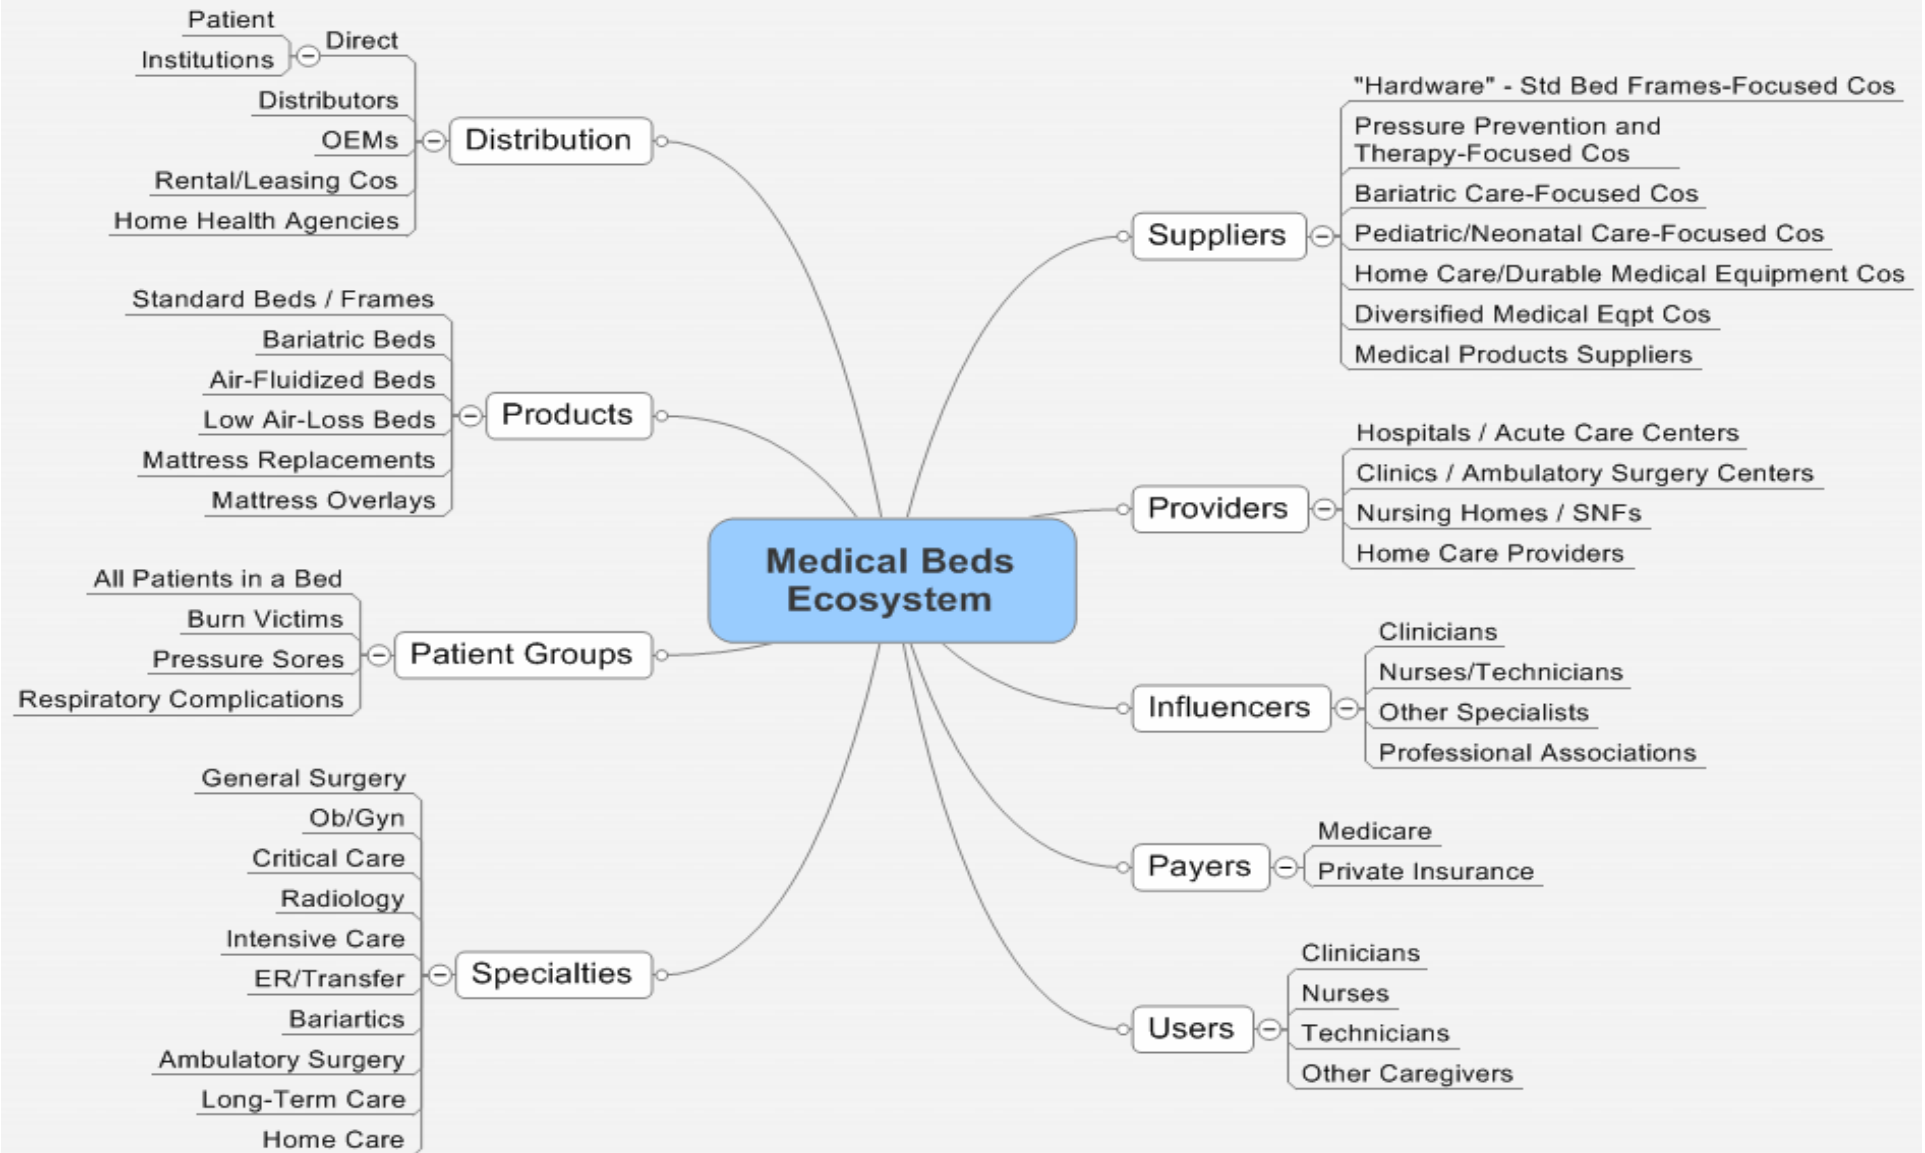 Patient
Institutions
Direct
Distributors
OEMs
Rental/Leasing Cos
Home Health Agencies
Distribution
Standard Beds / Frames
Bariatric Beds
Air-Fluidized Beds
Low Air-Loss Beds
Mattress Replacements
Mattress Overlays
Products
All Patients in a Bed
Burn Victims
Pressure Sores
Respiratory Complications
Patient Groups
General Surgery
Ob/Gyn
Critical Care
Radiology
Intensive Care
ER/Transfer
Bariartics
Ambulatory Surgery
Long-Term Care
Home Care
Specialties
Medical Beds
Ecosystem
Suppliers
"Hardware" - Std Bed Frames-Focused Cos
Pressure Prevention and
Therapy-Focused Cos
Bariatric Care-Focused Cos
Pediatric/Neonatal Care-Focused Cos
Home Care/Durable Medical Equipment Cos
Diversified Medical Eqpt Cos
Medical Products Suppliers
Providers
Hospitals / Acute Care Centers
Clinics / Ambulatory Surgery Centers
Nursing Homes / SNFs
Home Care Providers
Influencers
Clinicians
Nurses/Technicians
Other Specialists
Professional Associations
Payers
Medicare
Private Insurance
Users
Clinicians
Nurses
Technicians
Other Caregivers